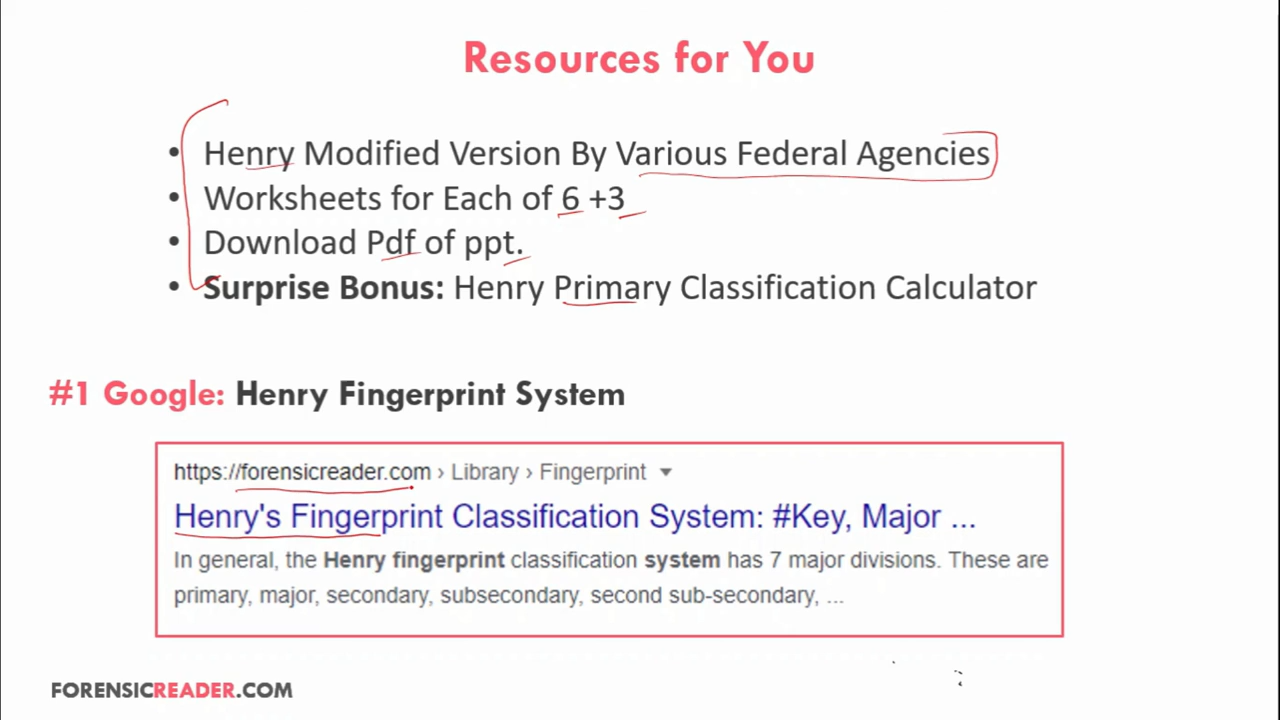 Resources for You
• Henry Modified Version By Various Federal Agencies
• Worksheets for Each of 6 +3
• Download Pdf of ppt.
• Surprise Bonus: Henry Primary Classification Calculator
#1 Google: Henry Fingerprint System
https://forensicreader.com › Library › Fingerprint ▼
Henry's Fingerprint Classification System: #Key, Major ...
In general, the Henry fingerprint classification system has 7 major divisions. These are
primary, major, secondary, subsecondary, second sub-secondary, ...
FORENSICREADER.COM